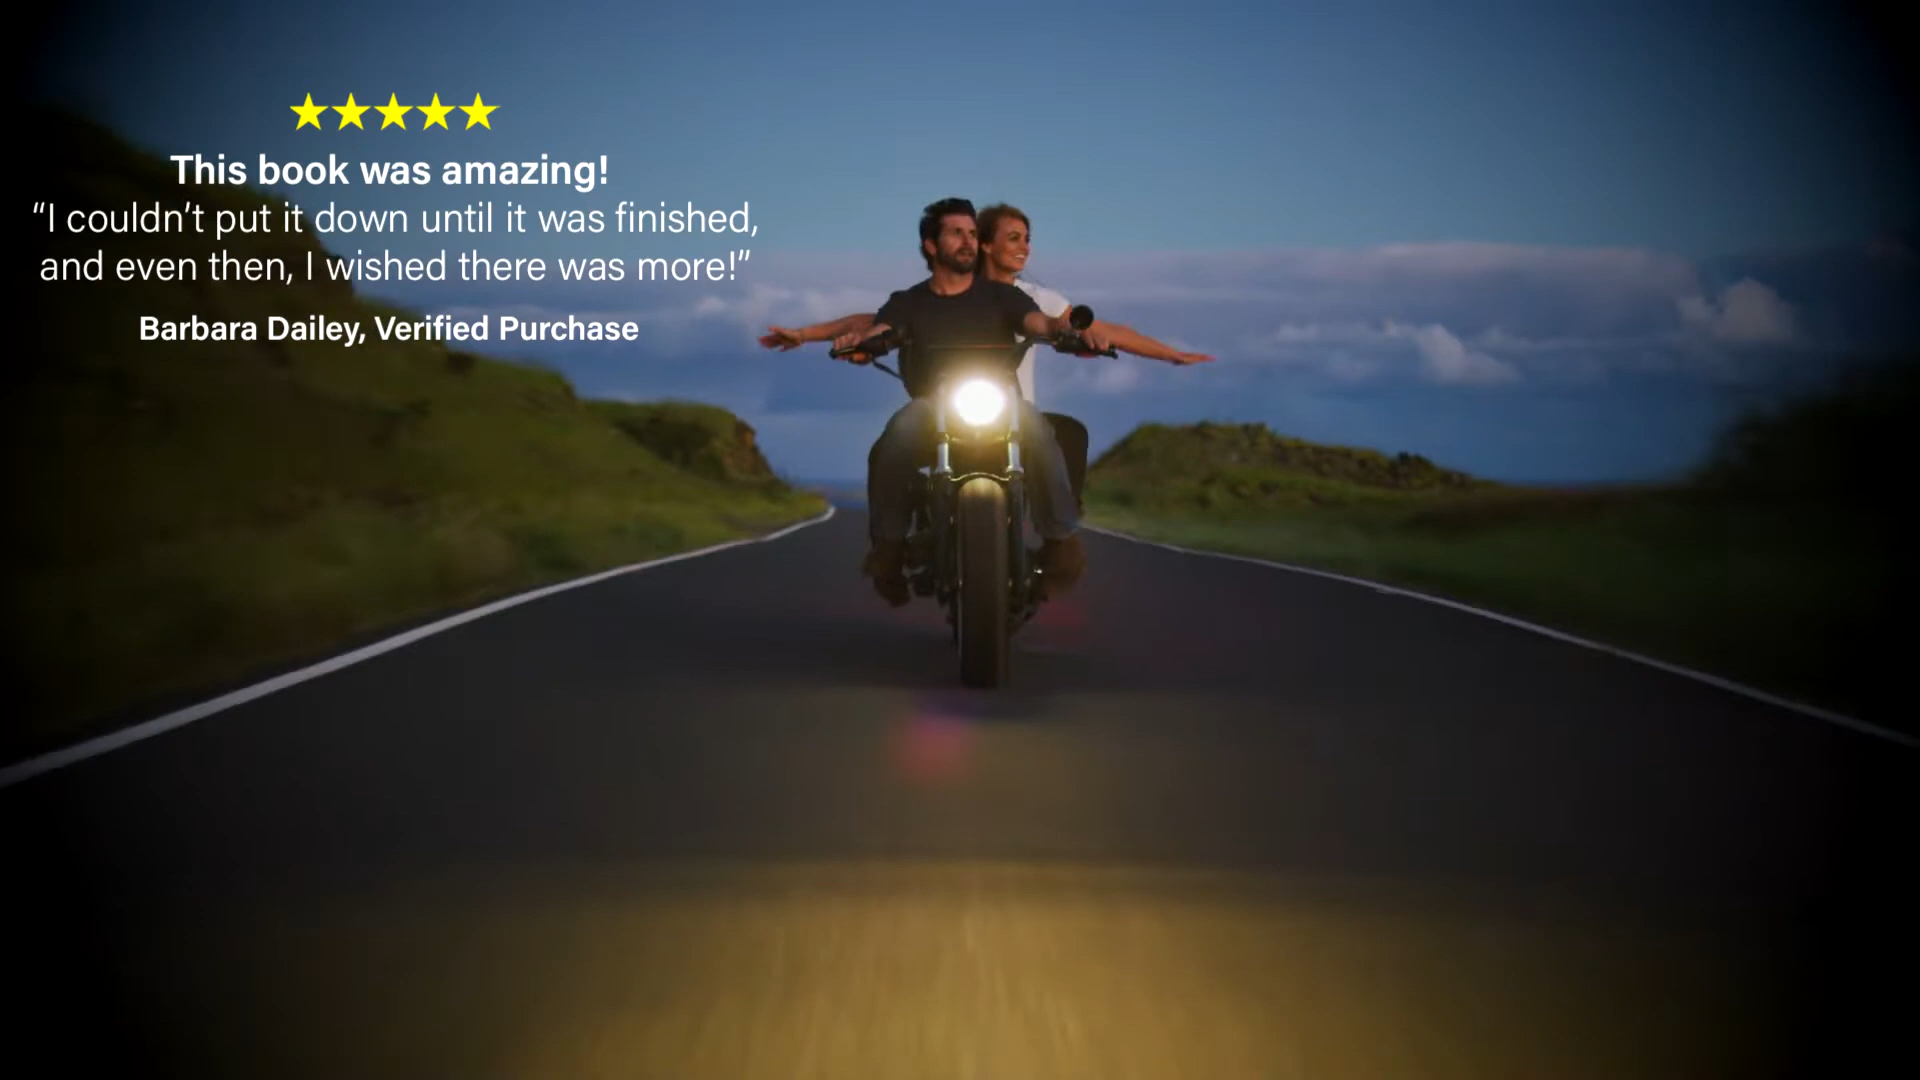 ★★★★★
This book was amazing!
“I couldn’t put it down until it was finished,
and even then, I wished there was more!”
Barbara Dailey, Verified Purchase